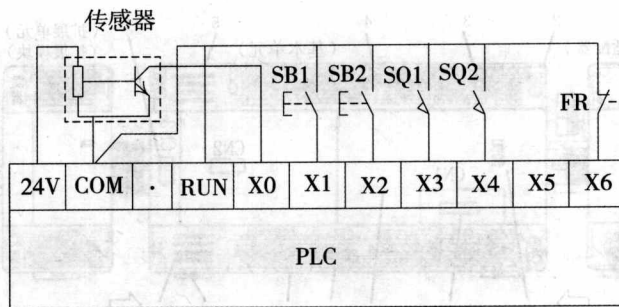 传感器
SB1 SB2 SQ1 SQ2
FR
24V COM · RUN X0 X1 X2 X3 X4 X5 X6
PLC